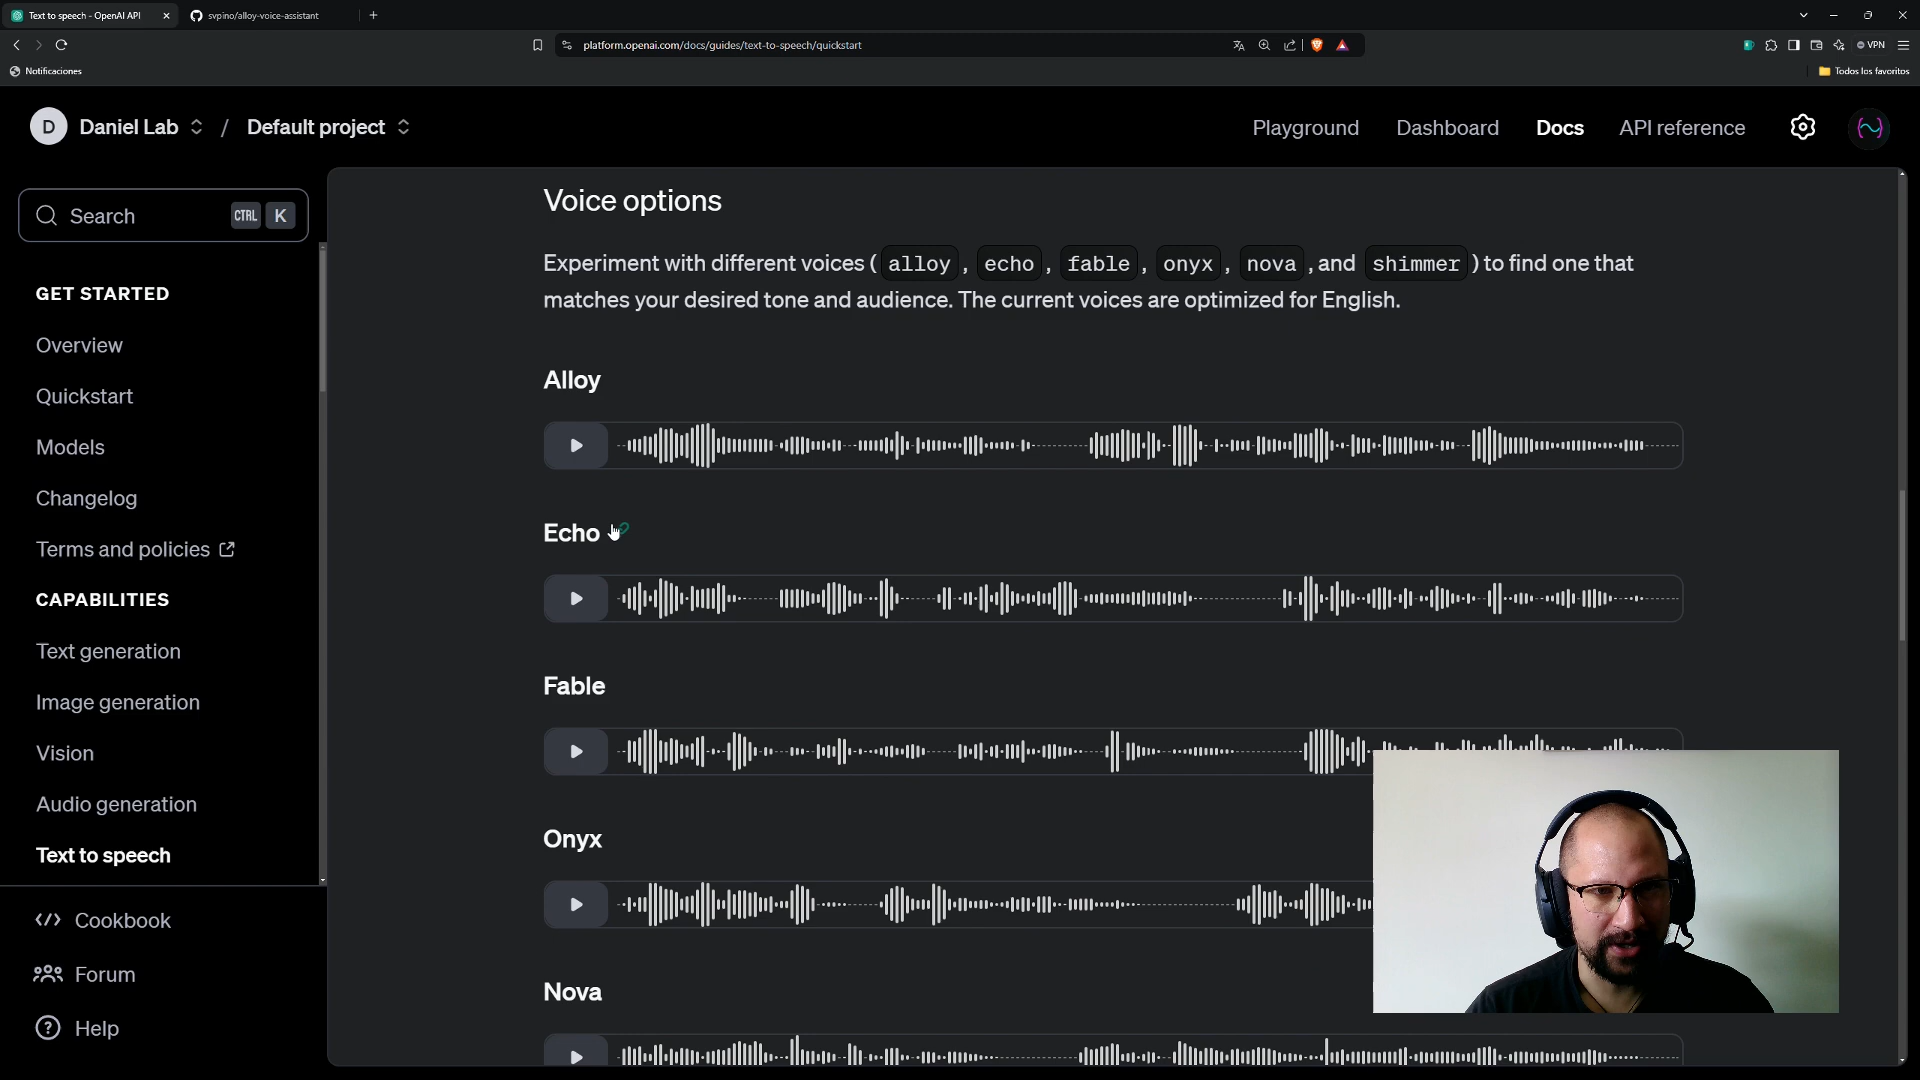 Text to speech - OpenAI API
svpino/alloy-voice-assistant
platform.openai.com/docs/guides/text-to-speech/quickstart
VPN
Notificaciones
Todos los favoritos
D Daniel Lab / Default project
Playground Dashboard Docs API reference
Search CTRL K
GET STARTED
Overview
Quickstart
Models
Changelog
Terms and policies
CAPABILITIES
Text generation
Image generation
Vision
Audio generation
Text to speech
Cookbook
Forum
Help
Voice options
Experiment with different voices ( alloy , echo , fable , onyx , nova , and shimmer ) to find one that
matches your desired tone and audience. The current voices are optimized for English.
Alloy
Echo
Fable
Onyx
Nova